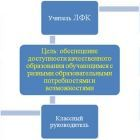 Учитель ЛФК
Цель: обеспечение
доступности качественного
образования обучающимся с
разными образовательными
потребностями и
возможностями
Классный
руководитель